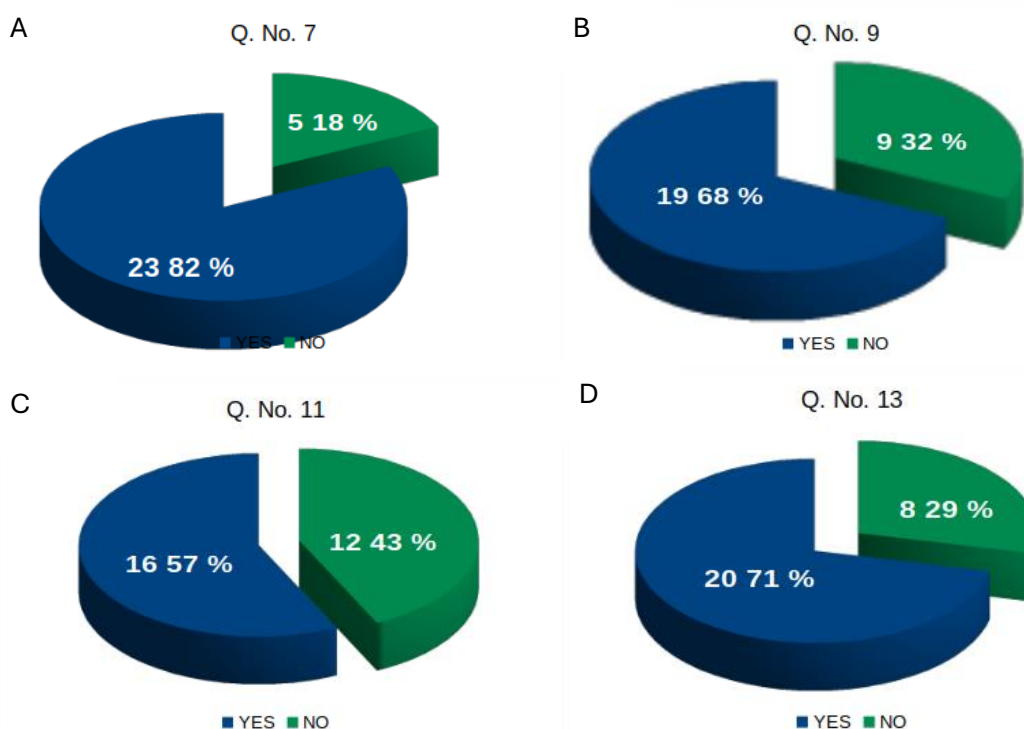 A
Q. No. 7
5 18 %
23 82 %
YES NO
B
Q. No. 9
9 32 %
19 68 %
YES NO
C
Q. No. 11
12 43 %
16 57 %
YES NO
D
Q. No. 13
8 29 %
20 71 %
YES NO